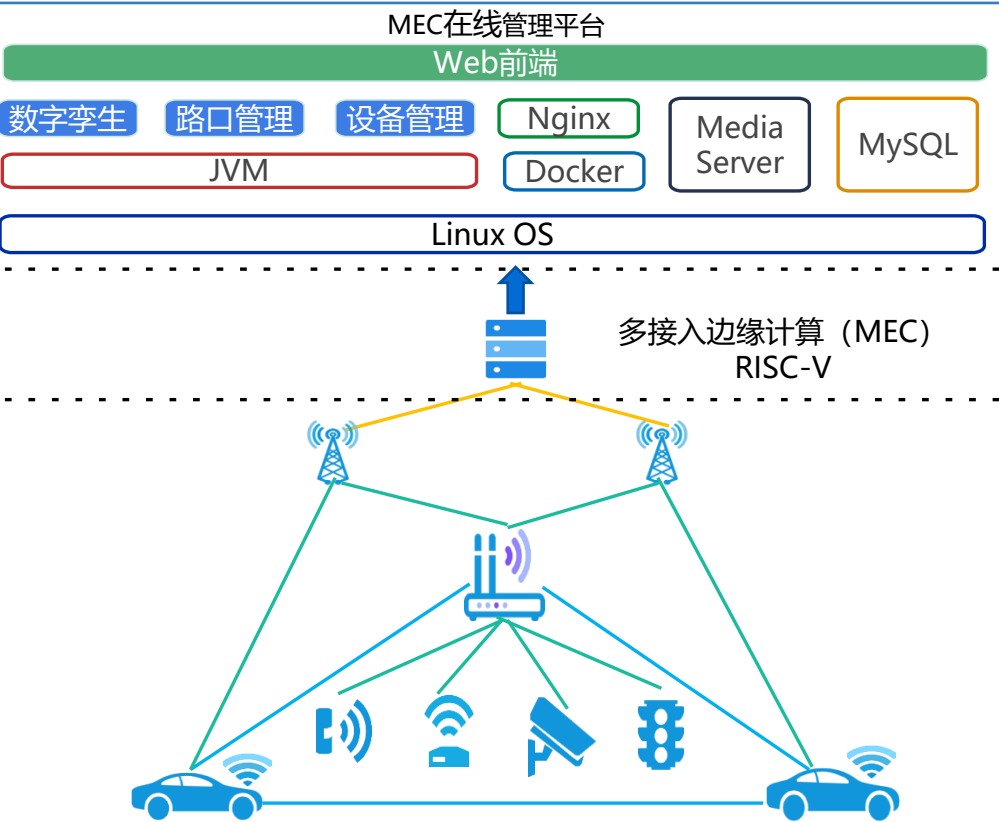 MEC在线管理平台
Web前端
数字孪生
路口管理
设备管理
Nginx
Media
Server
MySQL
JVM
Docker
Linux OS
多接入边缘计算（MEC）
RISC-V